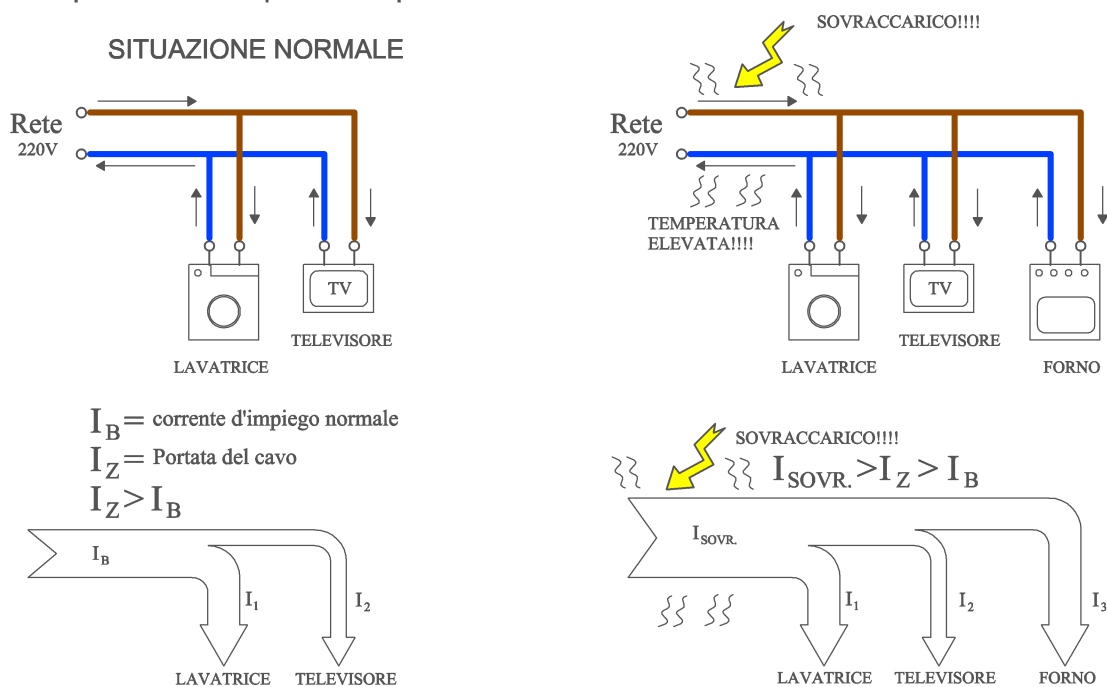 SITUAZIONE NORMALE
Rete
220V
TV
TELEVISORE
LAVATRICE
I_B = corrente d'impiego normale
I_Z = Portata del cavo
I_Z > I_B
I_B
I_1
I_2
LAVATRICE
TELEVISORE
SOVRACCARICO!!!!
Rete
220V
TEMPERATURA
ELEVATA!!!!
TV
TELEVISORE
LAVATRICE
FORNO
SOVRACCARICO!!!!
I_SOVR. > I_Z > I_B
I_SOVR.
I_1
I_2
I_3
LAVATRICE
TELEVISORE
FORNO